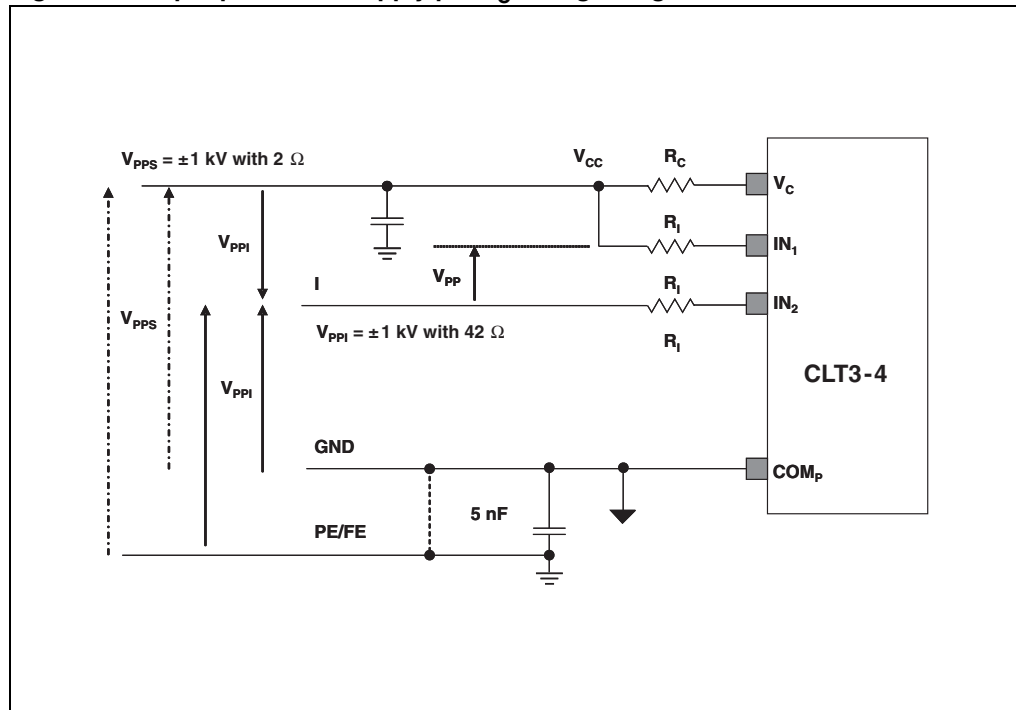 V_PPS = ±1 kV with 2 Ω
V_CC
R_C
V_C
V_PPI
R_I
IN_1
V_PP
I
R_I
IN_2
V_PPS
V_PPI = ±1 kV with 42 Ω
R_I
CLT3-4
V_PPI
GND
COM_P
5 nF
PE/FE